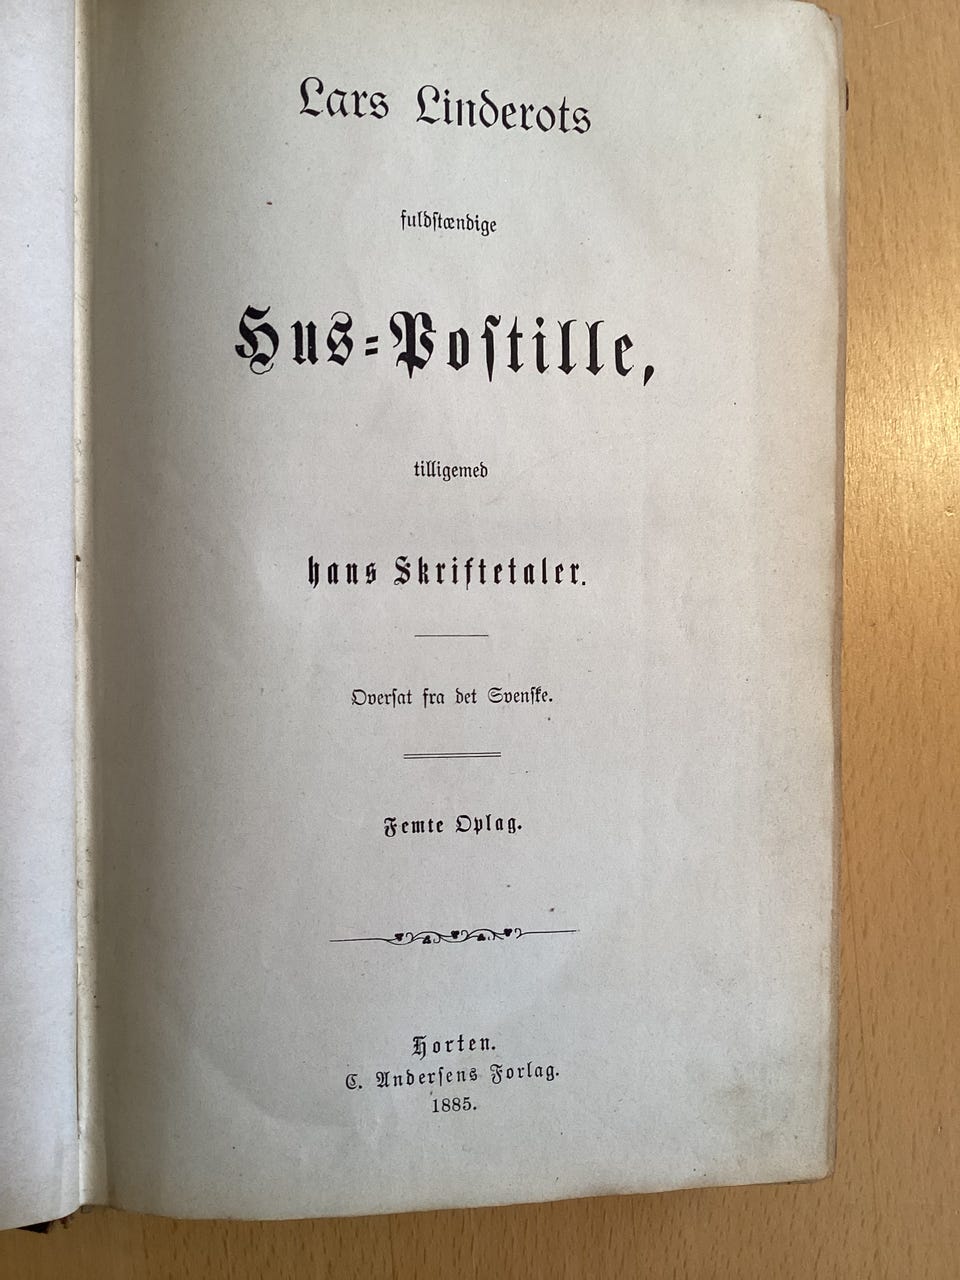 Lars Linderots
fuldstændige
Hus-Postille,
tilligemed
hans Skriftetaler.
Oversat fra det Svenske.
Femte Oplag.
Horten.
C. Andersens Forlag.
1885.